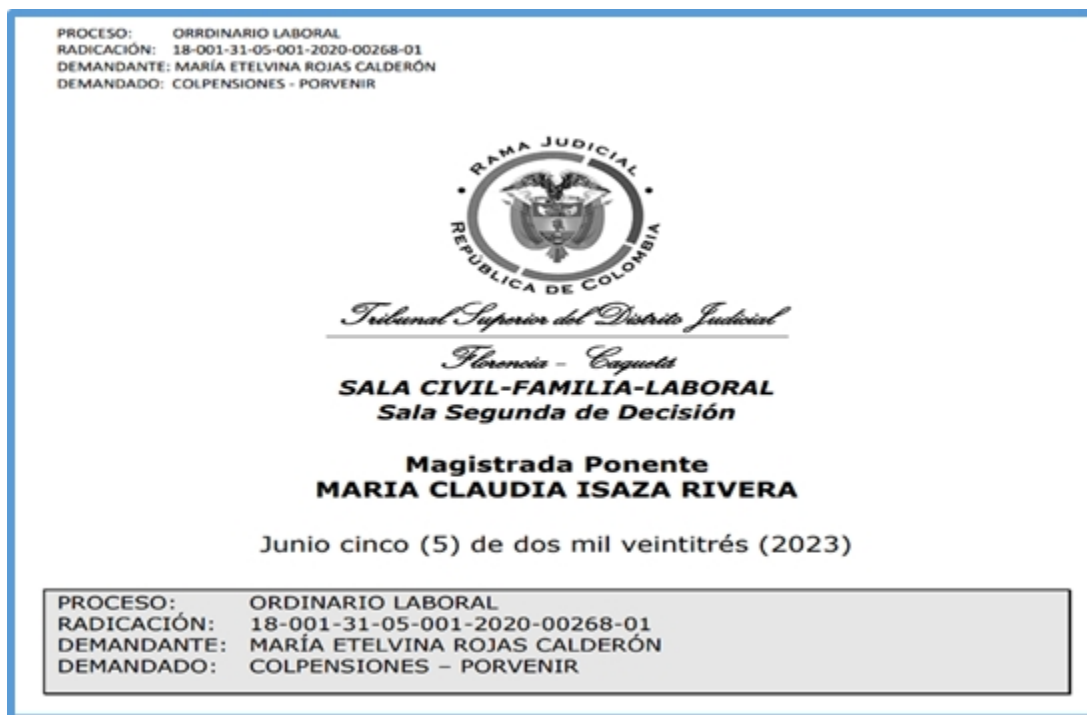 PROCESO: ORRDINARIO LABORAL
RADICACIÓN: 18-001-31-05-001-2020-00268-01
DEMANDANTE: MARÍA ETELVINA ROJAS CALDERÓN
DEMANDADO: COLPENSIONES - PORVENIR
RAMA JUDICIAL
REPÚBLICA DE COLOMBIA
Tribunal Superior del Distrito Judicial
Florencia - Caquetá
SALA CIVIL-FAMILIA-LABORAL
Sala Segunda de Decisión
Magistrada Ponente
MARIA CLAUDIA ISAZA RIVERA
Junio cinco (5) de dos mil veintitrés (2023)
PROCESO: ORDINARIO LABORAL
RADICACIÓN: 18-001-31-05-001-2020-00268-01
DEMANDANTE: MARÍA ETELVINA ROJAS CALDERÓN
DEMANDADO: COLPENSIONES – PORVENIR